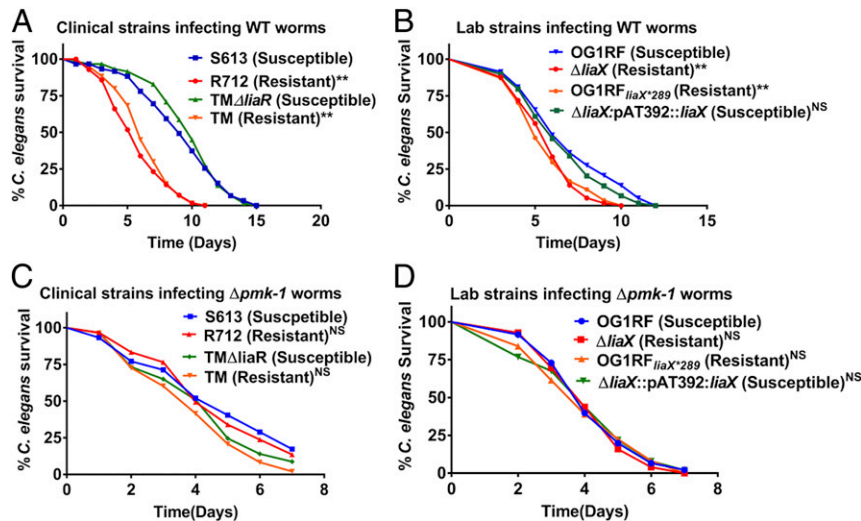 A
Clinical strains infecting WT worms
% C. elegans survival
100
75
50
25
0
0 5 10 15 20
Time (Days)
S613 (Susceptible)
R712 (Resistant)**
TMΔliaR (Susceptible)
TM (Resistant)**
B
Lab strains infecting WT worms
% C. elegans Survival
100
75
50
25
0
0 5 10 15
Time(Days)
OG1RF (Susceptible)
ΔliaX (Resistant)**
OG1RFliaX*289 (Resistant)**
ΔliaX:pAT392::liaX (Susceptible)NS
C
Clinical strains infecting Δpmk-1 worms
% C. elegans Survival
100
75
50
25
0
0 2 4 6 8
Time(Days)
S613 (Suscpetible)
R712 (Resistant)NS
TMΔliaR (Susceptible)
TM (Resistant)NS
D
Lab strains infecting Δpmk-1 worms
% C. elegans Survival
100
75
50
25
0
0 2 4 6 8
Time(Days)
OG1RF (Susceptible)
ΔliaX (Resistant)NS
OG1RFliaX*289 (Resistant)NS
ΔliaX::pAT392:liaX (Susceptible)NS